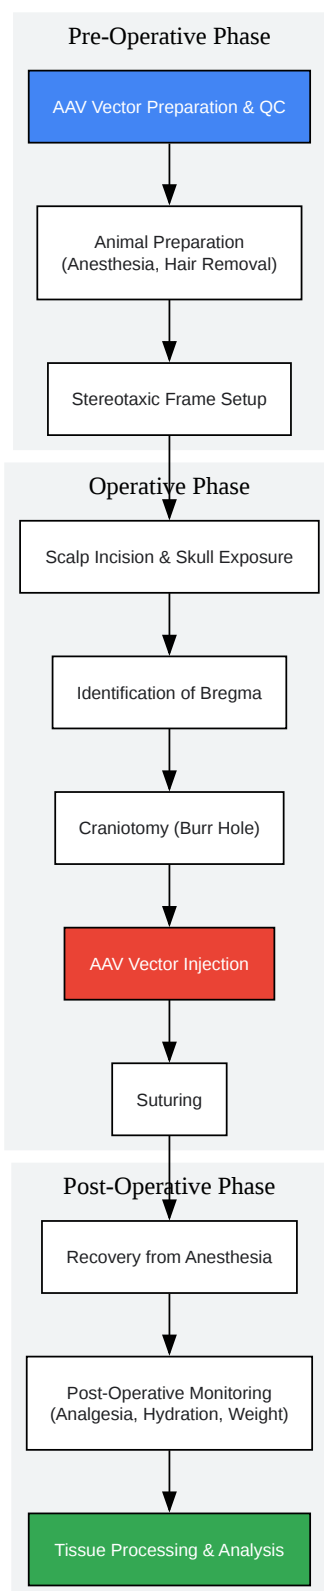 Pre-Operative Phase
AAV Vector Preparation & QC
Animal Preparation
(Anesthesia, Hair Removal)
Stereotaxic Frame Setup
Operative Phase
Scalp Incision & Skull Exposure
Identification of Bregma
Craniotomy (Burr Hole)
AAV Vector Injection
Suturing
Post-Operative Phase
Recovery from Anesthesia
Post-Operative Monitoring
(Analgesia, Hydration, Weight)
Tissue Processing & Analysis